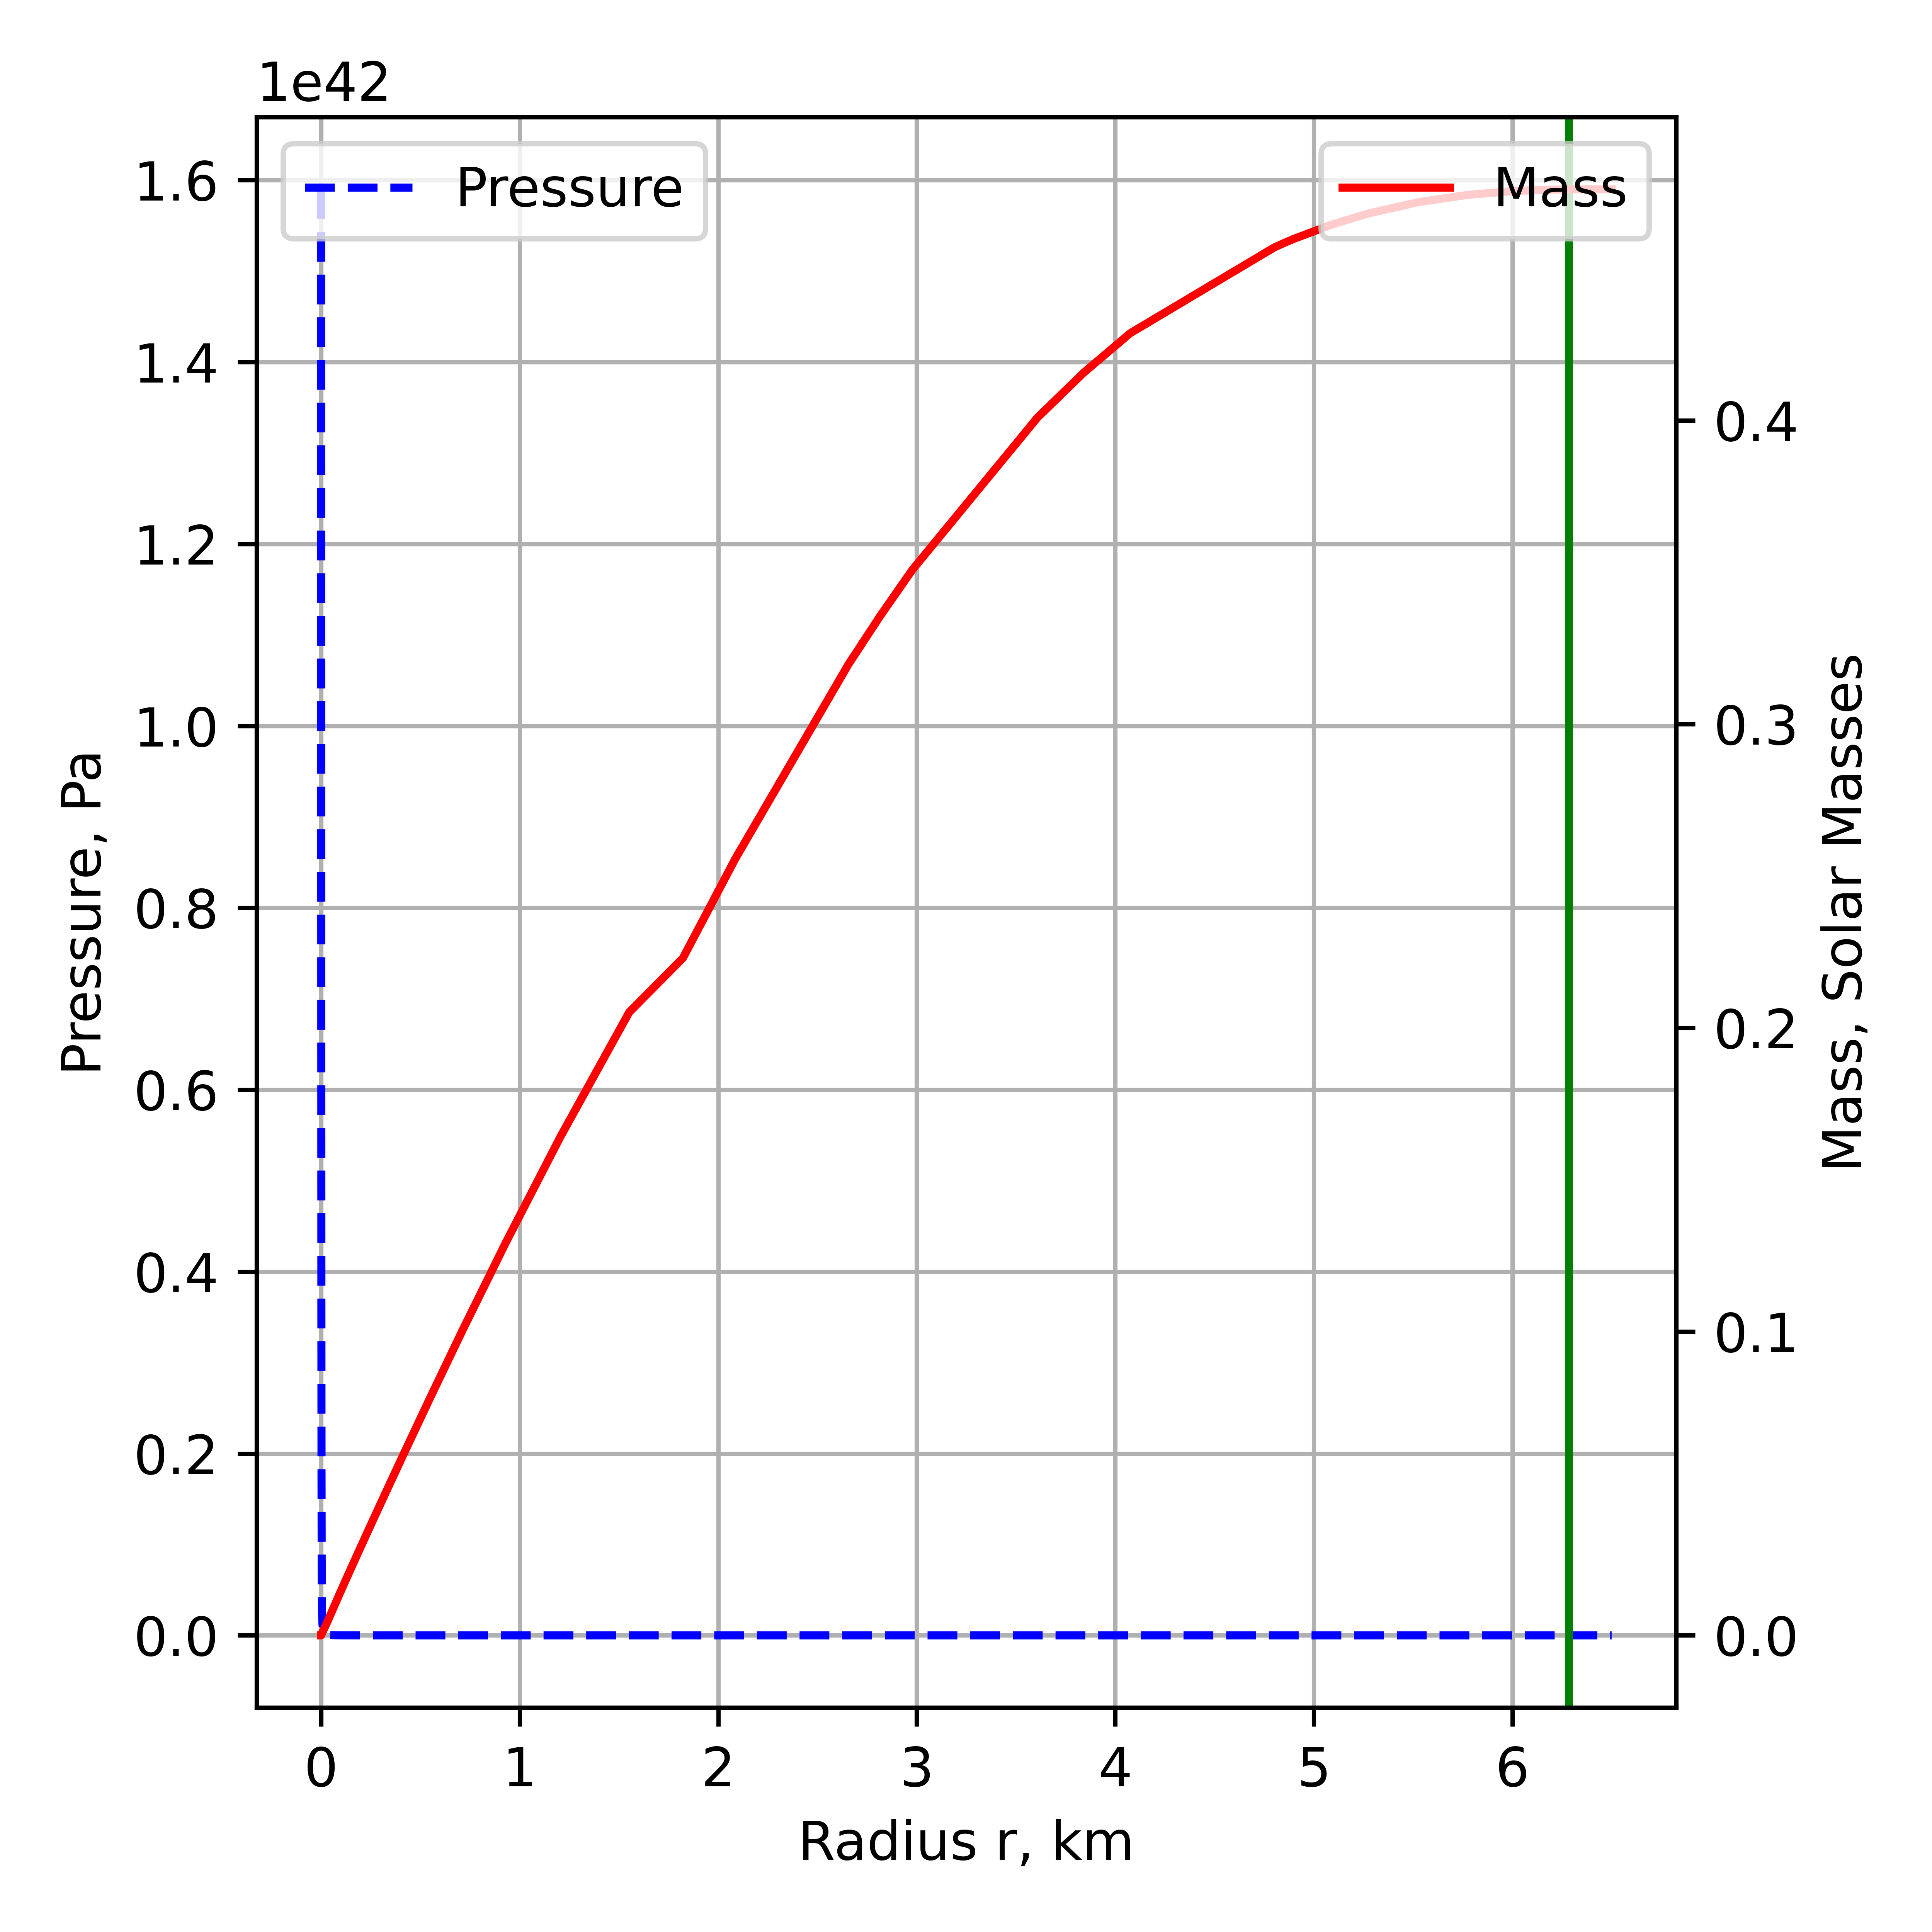 1e42
Pressure
Mass
1.6
1.4
1.2
1.0
0.8
0.6
0.4
0.2
0.0
Pressure, Pa
0.4
0.3
0.2
0.1
0.0
Mass, Solar Masses
0 1 2 3 4 5 6
Radius r, km